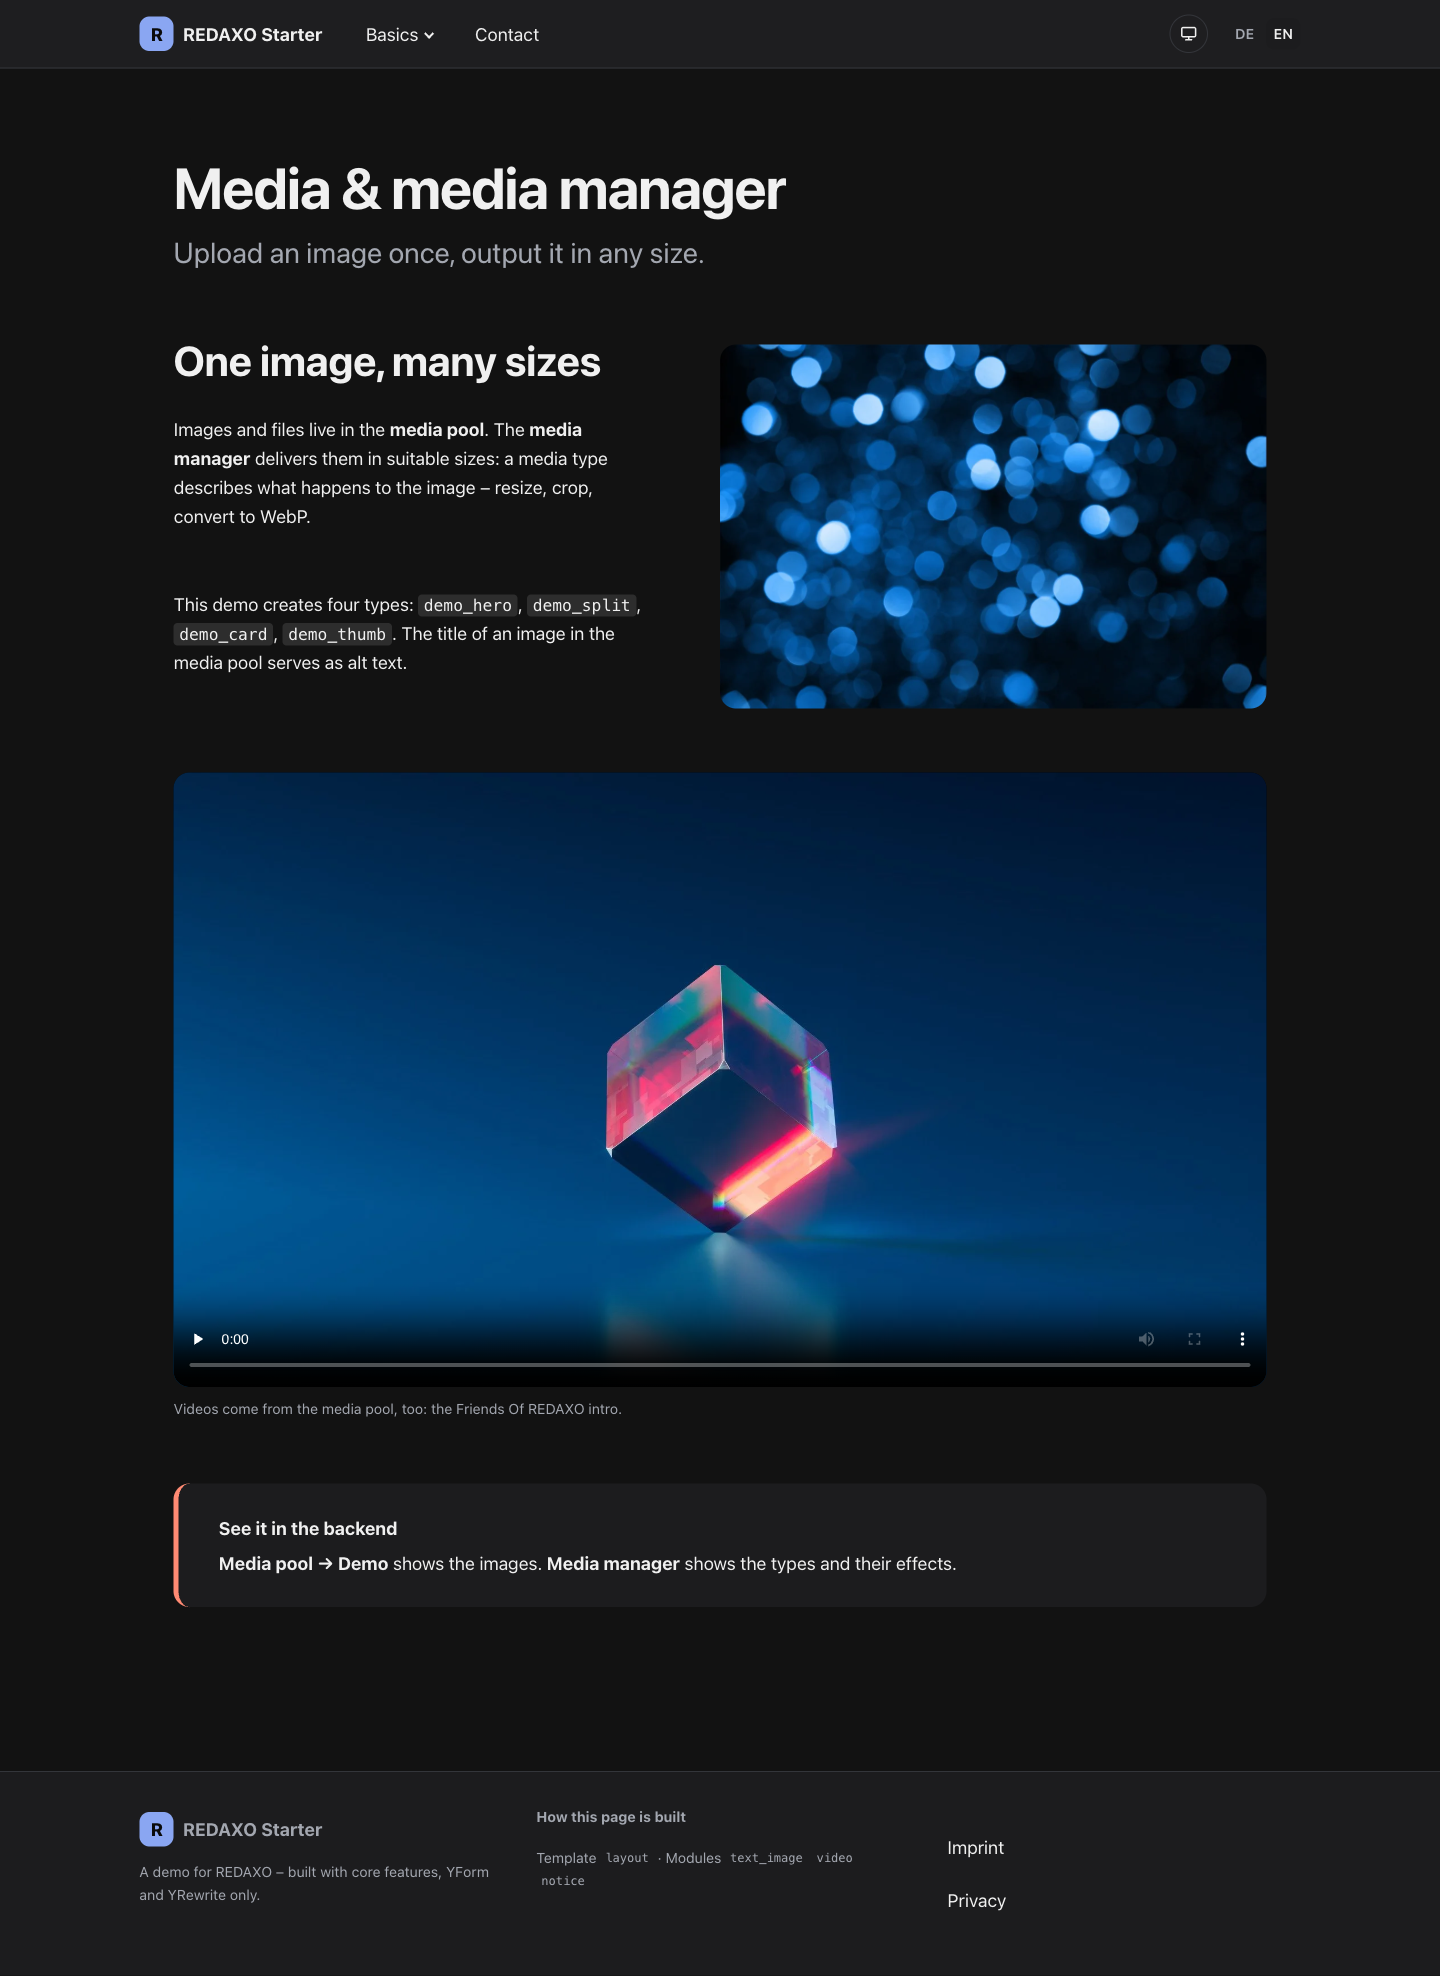 R REDAXO Starter Basics Contact DE EN
Media & media manager
Upload an image once, output it in any size.
One image, many sizes
Images and files live in the media pool. The media
manager delivers them in suitable sizes: a media type
describes what happens to the image – resize, crop,
convert to WebP.
This demo creates four types: demo_hero, demo_split,
demo_card, demo_thumb. The title of an image in the
media pool serves as alt text.
0:00
Videos come from the media pool, too: the Friends Of REDAXO intro.
See it in the backend
Media pool → Demo shows the images. Media manager shows the types and their effects.
R REDAXO Starter
A demo for REDAXO – built with core features, YForm
and YRewrite only.
How this page is built
Template layout · Modules text_image video
notice
Imprint
Privacy